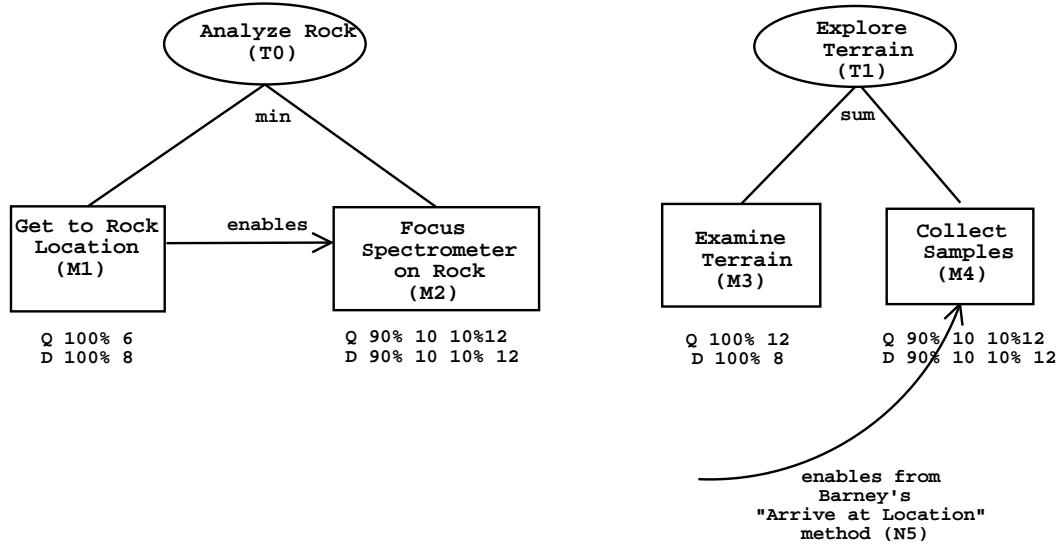 Analyze Rock
(T0)
min
Get to Rock
Location
(M1)
enables
Focus
Spectrometer
on Rock
(M2)
Q 100% 6
D 100% 8
Q 90% 10 10%12
D 90% 10 10% 12
Explore
Terrain
(T1)
sum
Examine
Terrain
(M3)
Collect
Samples
(M4)
Q 100% 12
D 100% 8
Q 90% 10 10%12
D 90% 10 10% 12
enables from
Barney's
"Arrive at Location"
method (N5)